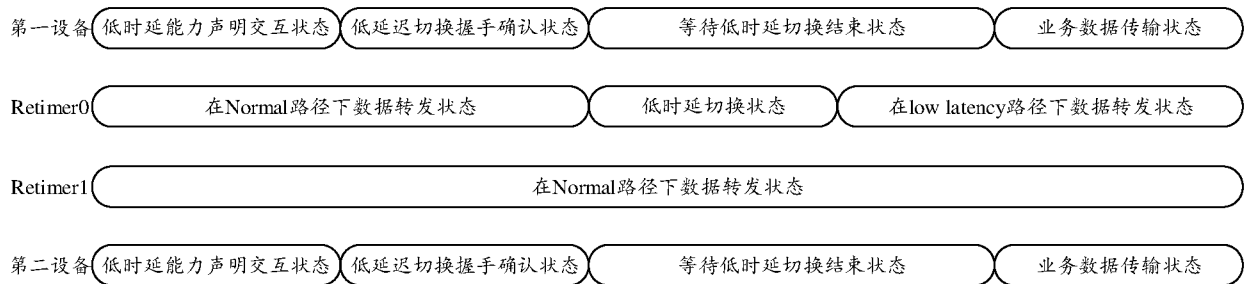 第一设备 低时延能力声明交互状态 低延迟切换握手确认状态 等待低时延切换结束状态 业务数据传输状态
Retimer0 在Normal路径下数据转发状态 低时延切换状态 在low latency路径下数据转发状态
Retimer1 在Normal路径下数据转发状态
第二设备 低时延能力声明交互状态 低延迟切换握手确认状态 等待低时延切换结束状态 业务数据传输状态